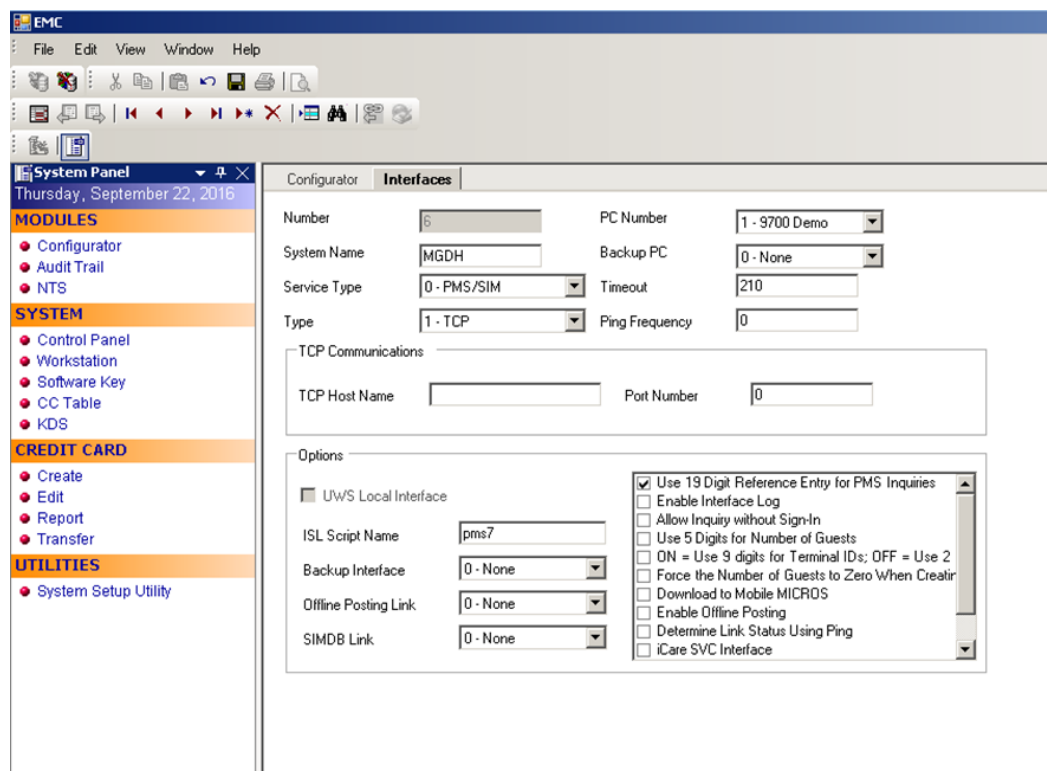 EMC
File Edit View Window Help
System Panel
Thursday, September 22, 2016
MODULES
Configurator
Audit Trail
NTS
SYSTEM
Control Panel
Workstation
Software Key
CC Table
KDS
CREDIT CARD
Create
Edit
Report
Transfer
UTILITIES
System Setup Utility
Configurator Interfaces
Number 6 PC Number 1 - 9700 Demo
System Name MGDH Backup PC 0 - None
Service Type 0 - PMS/SIM Timeout 210
Type 1 - TCP Ping Frequency 0
TCP Communications
TCP Host Name Port Number 0
Options
UWS Local Interface
ISL Script Name pms7
Backup Interface 0 - None
Offline Posting Link 0 - None
SIMDB Link 0 - None
Use 19 Digit Reference Entry for PMS Inquiries
Enable Interface Log
Allow Inquiry without Sign-In
Use 5 Digits for Number of Guests
ON = Use 9 digits for Terminal IDs; OFF = Use 2
Force the Number of Guests to Zero When Creatin
Download to Mobile MICROS
Enable Offline Posting
Determine Link Status Using Ping
iCare SVC Interface